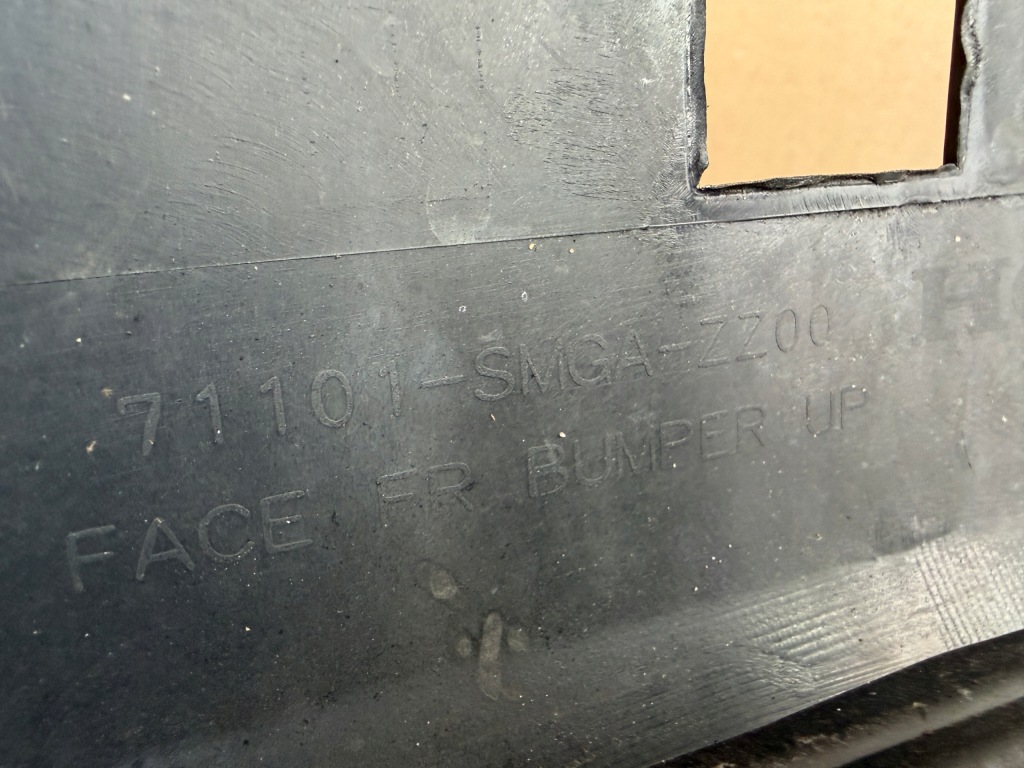 71101-SMGA-ZZ00
FACE FR BUMPER UP